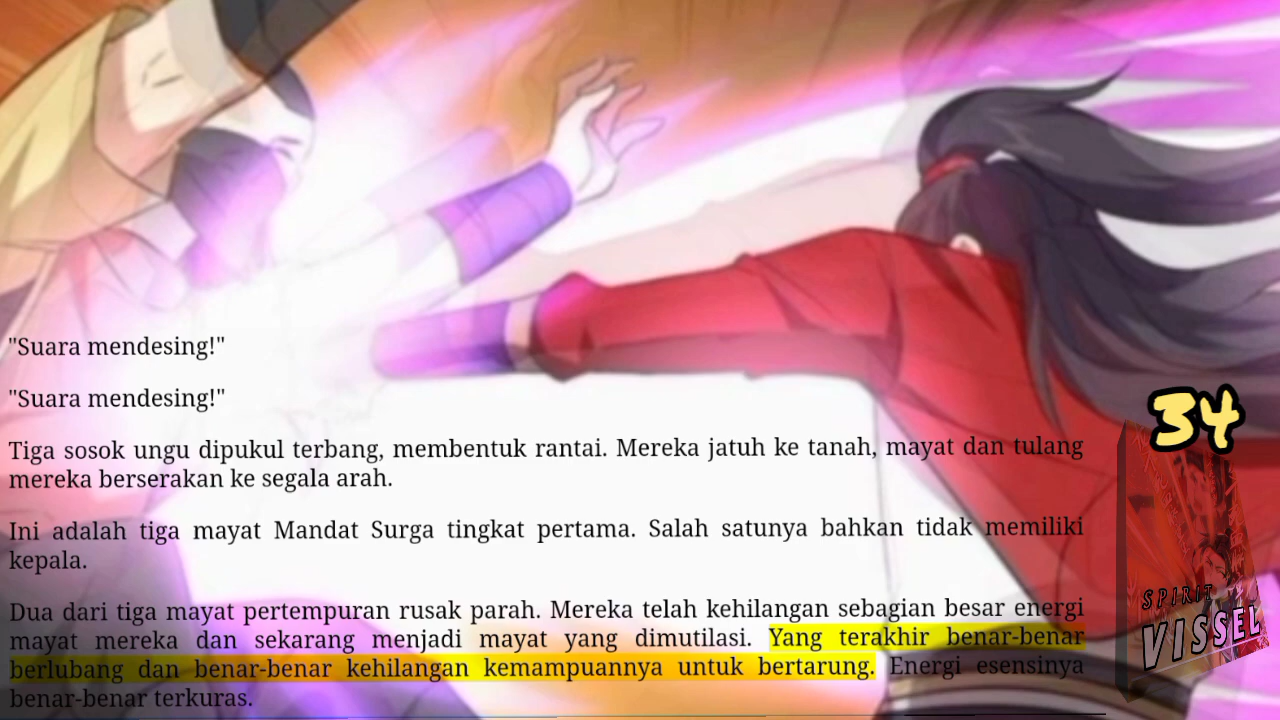 "Suara mendesing!"
"Suara mendesing!"
Tiga sosok ungu dipukul terbang, membentuk rantai. Mereka jatuh ke tanah, mayat dan tulang
mereka berserakan ke segala arah.
Ini adalah tiga mayat Mandat Surga tingkat pertama. Salah satunya bahkan tidak memiliki
kepala.
Dua dari tiga mayat pertempuran rusak parah. Mereka telah kehilangan sebagian besar energi
mayat mereka dan sekarang menjadi mayat yang dimutilasi. Yang terakhir benar-benar
berlubang dan benar-benar kehilangan kemampuannya untuk bertarung. Energi esensinya
benar-benar terkuras.
34
SPIRIT
VISSEL